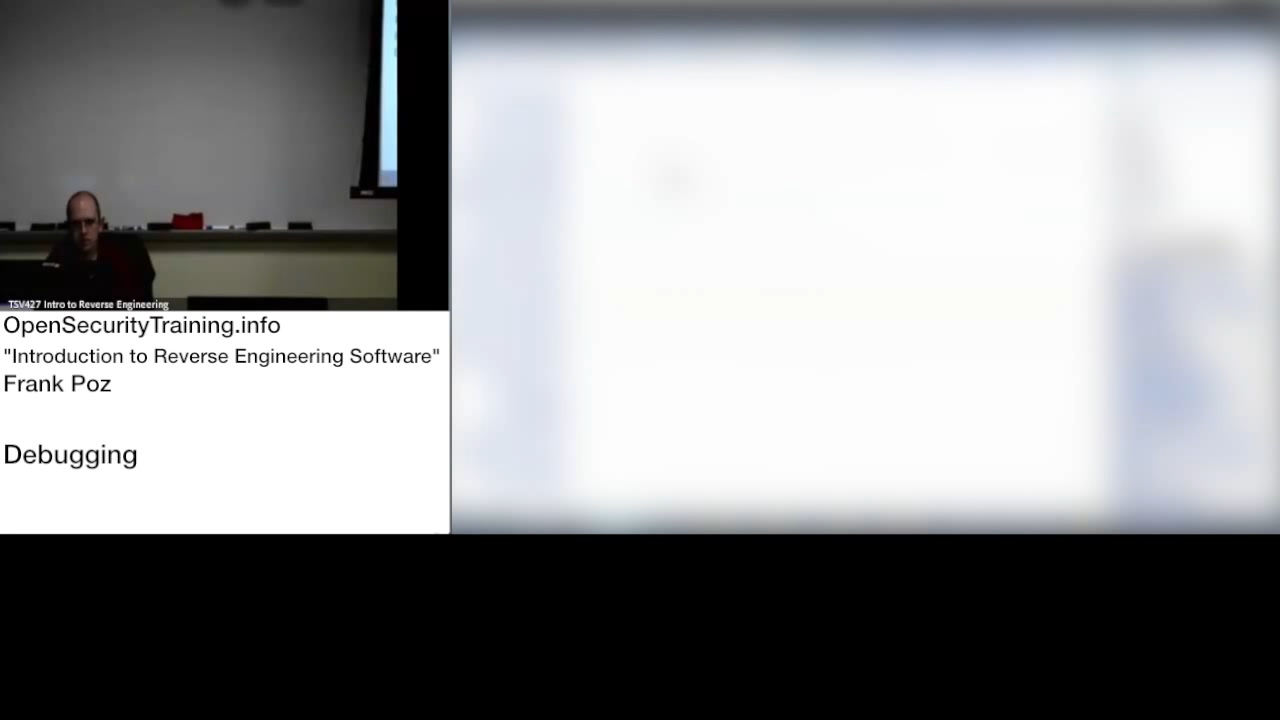 TSV427 Intro to Reverse Engineering
OpenSecurityTraining.info
"Introduction to Reverse Engineering Software"
Frank Poz
Debugging